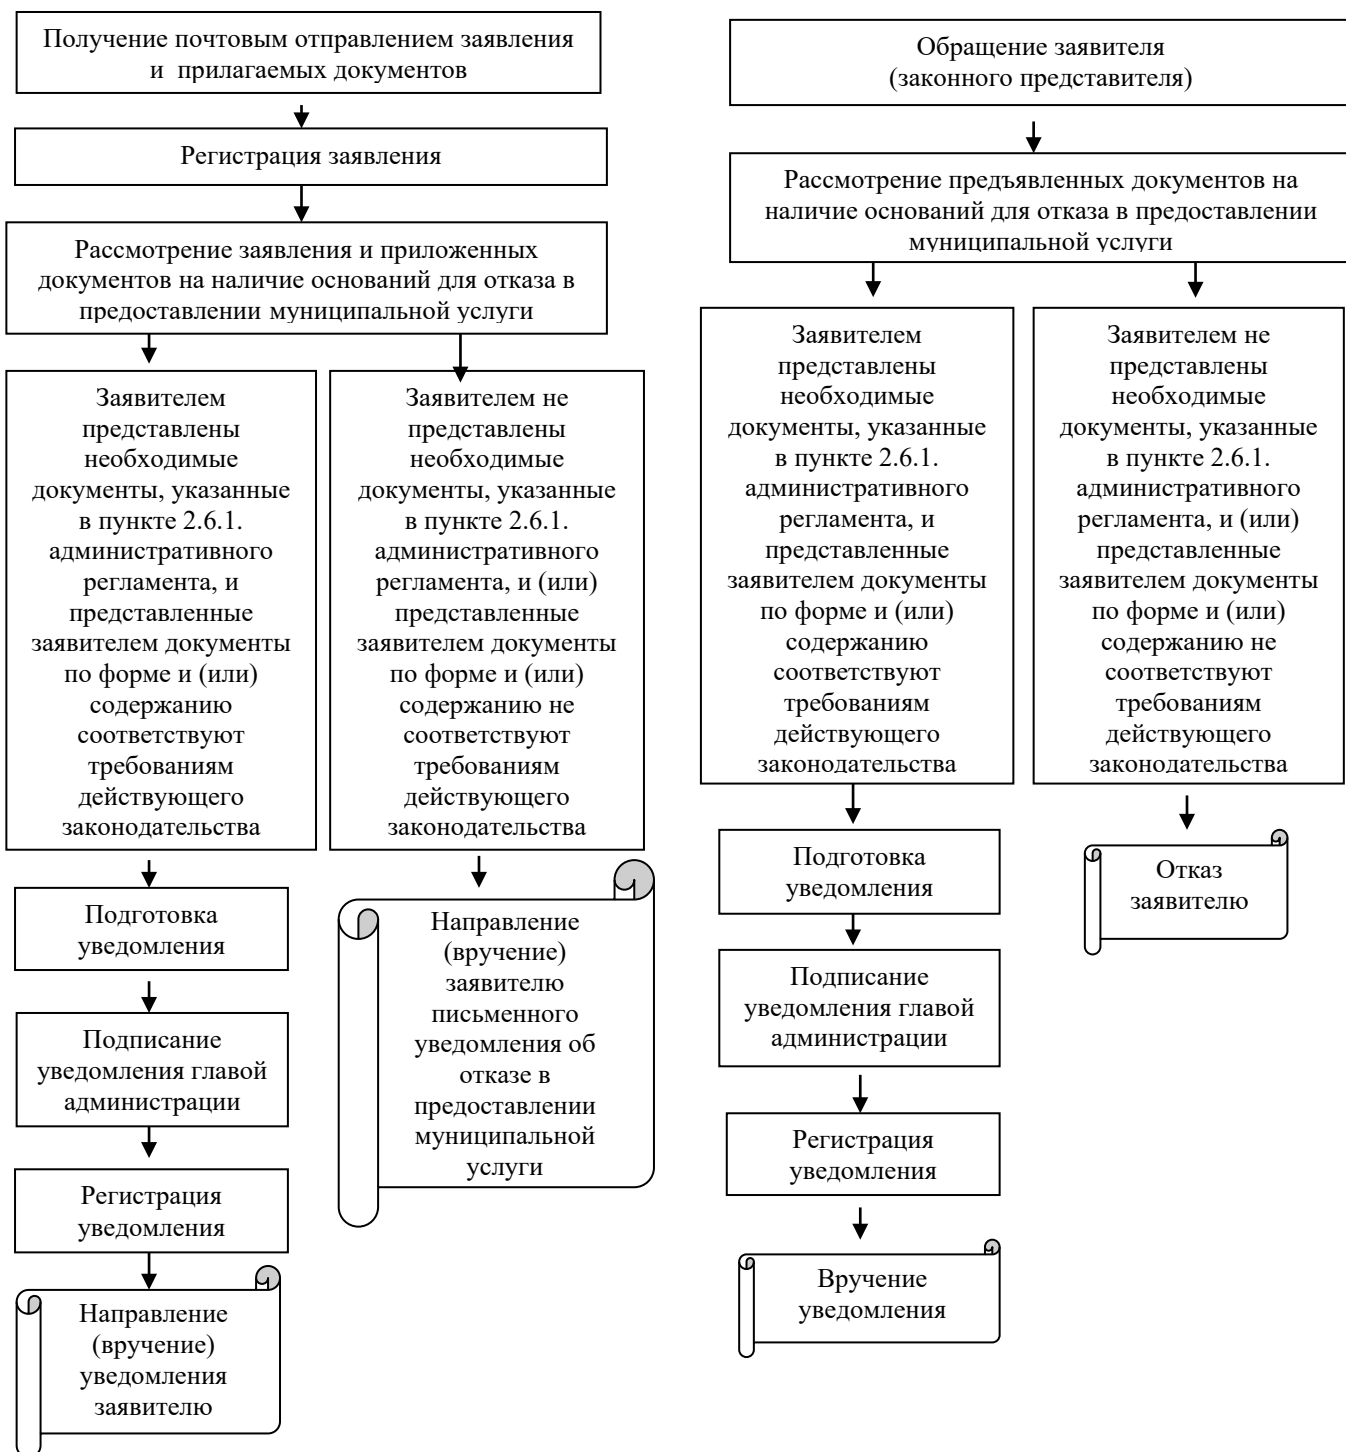 Получение почтовым отправлением заявления
и прилагаемых документов
Регистрация заявления
Рассмотрение заявления и приложенных
документов на наличие оснований для отказа в
предоставлении муниципальной услуги
Заявителем
представлены
необходимые
документы, указанные
в пункте 2.6.1.
административного
регламента, и
представленные
заявителем документы
по форме и (или)
содержанию
соответствуют
требованиям
действующего
законодательства
Заявителем не
представлены
необходимые
документы, указанные
в пункте 2.6.1.
административного
регламента, и (или)
представленные
заявителем документы
по форме и (или)
содержанию не
соответствуют
требованиям
действующего
законодательства
Подготовка
уведомления
Подписание
уведомления главой
администрации
Регистрация
уведомления
Направление
(вручение)
уведомления
заявителю
Направление
(вручение)
заявителю
письменного
уведомления об
отказе в
предоставлении
муниципальной
услуги
Обращение заявителя
(законного представителя)
Рассмотрение предъявленных документов на
наличие оснований для отказа в предоставлении
муниципальной услуги
Заявителем
представлены
необходимые
документы, указанные
в пункте 2.6.1.
административного
регламента, и
представленные
заявителем документы
по форме и (или)
содержанию
соответствуют
требованиям
действующего
законодательства
Заявителем не
представлены
необходимые
документы, указанные
в пункте 2.6.1.
административного
регламента, и (или)
представленные
заявителем документы
по форме и (или)
содержанию не
соответствуют
требованиям
действующего
законодательства
Подготовка
уведомления
Подписание
уведомления главой
администрации
Регистрация
уведомления
Вручение
уведомления
Отказ
заявителю